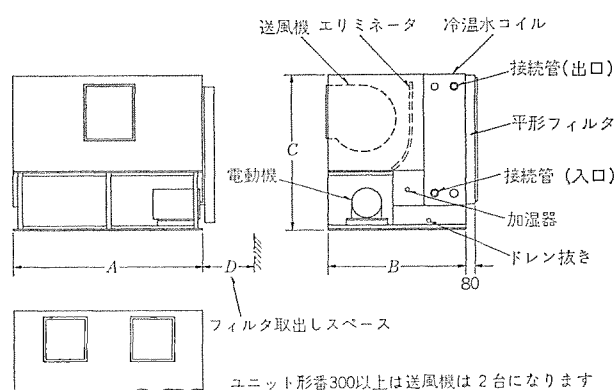 送風機 エリミネータ 冷温水コイル
接続管(出口)
平形フィルタ
C
電動機
接続管(入口)
加湿器
ドレン抜き
A
D
B
80
フィルタ取出しスペース
ユニット形番300以上は送風機は2台になります